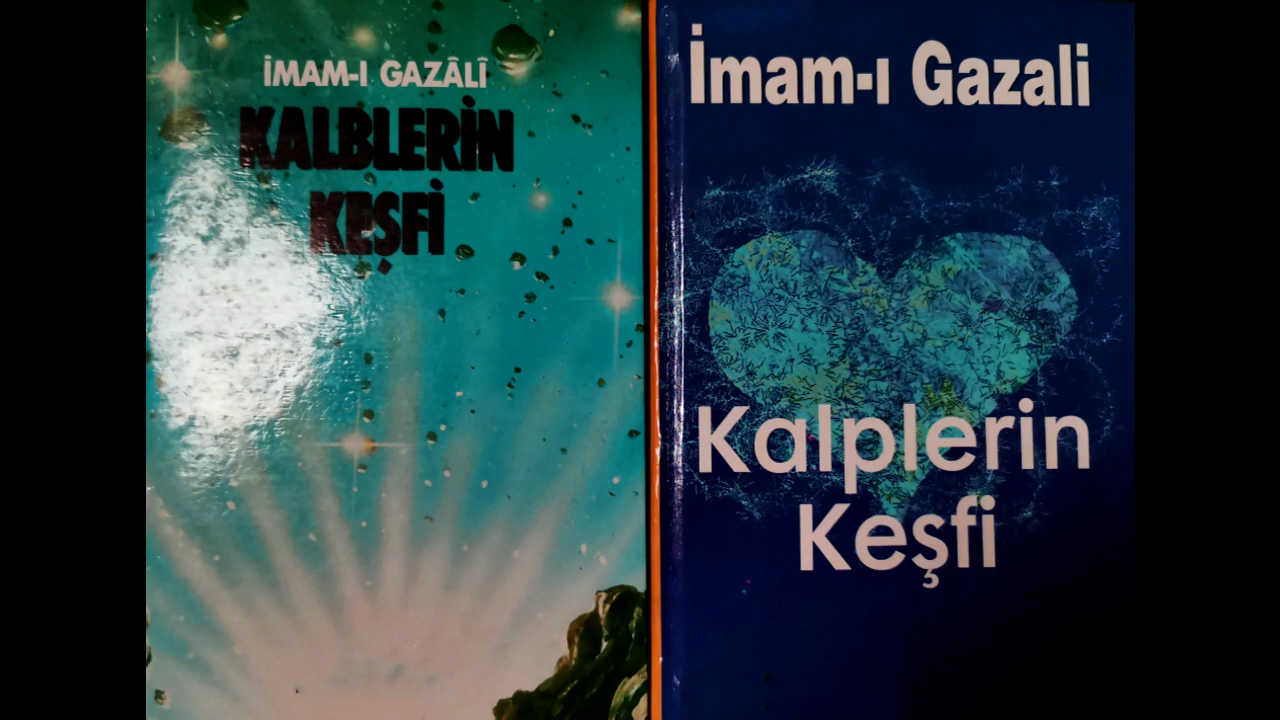 İMAM-I GAZÂLÎ
KALBLERİN
KEŞFİ
İmam-ı Gazali
Kalplerin
Keşfi